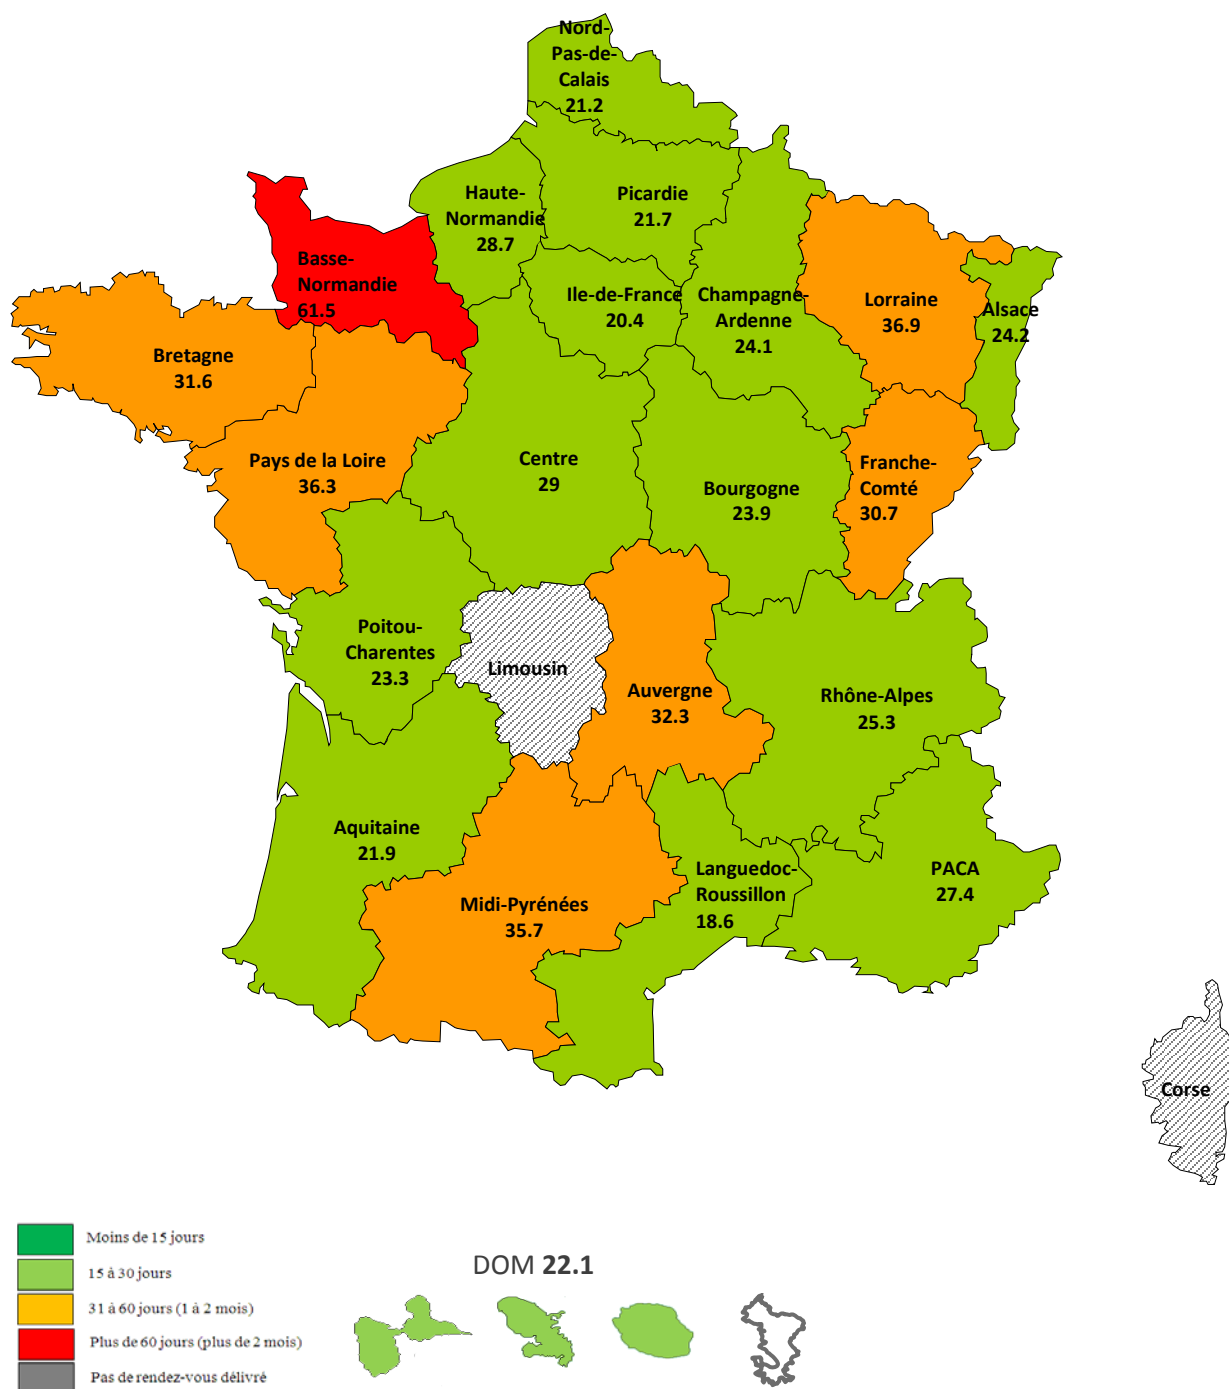 Nord-
Pas-de-
Calais
21.2
Haute-
Normandie
28.7
Picardie
21.7
Basse-
Normandie
61.5
Ile-de-France
20.4
Champagne-
Ardenne
24.1
Lorraine
36.9
Alsace
24.2
Bretagne
31.6
Pays de la Loire
36.3
Centre
29
Bourgogne
23.9
Franche-
Comté
30.7
Poitou-
Charentes
23.3
Limousin
Auvergne
32.3
Rhône-Alpes
25.3
Aquitaine
21.9
Midi-Pyrénées
35.7
Languedoc-
Roussillon
18.6
PACA
27.4
Corse
Moins de 15 jours
15 à 30 jours
31 à 60 jours (1 à 2 mois)
Plus de 60 jours (plus de 2 mois)
Pas de rendez-vous délivré
DOM 22.1